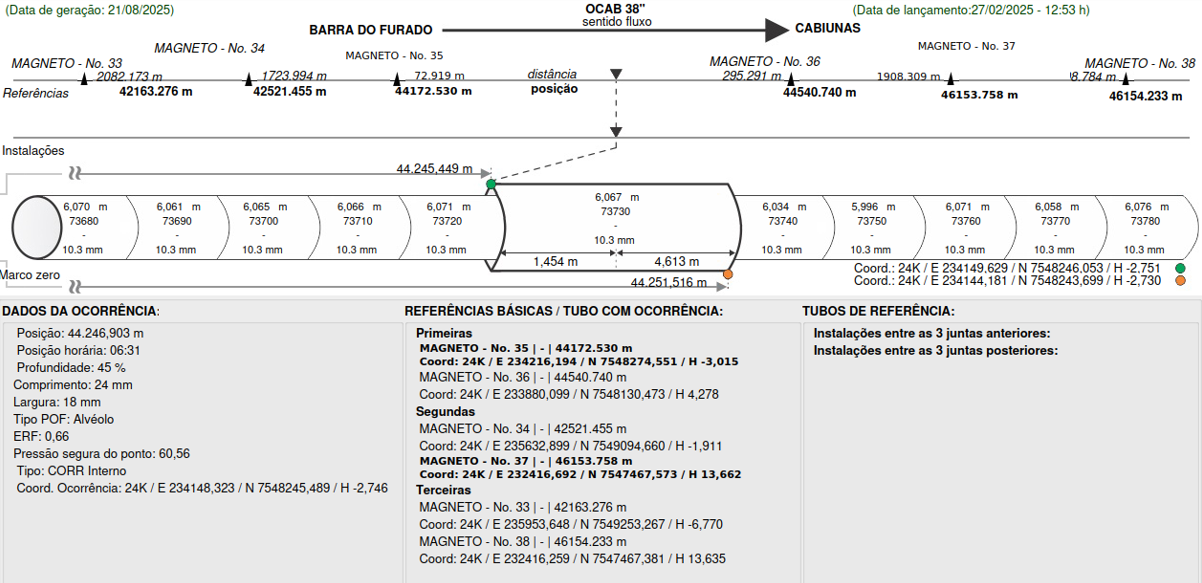 (Data de geração: 21/08/2025)
OCAB 38"
(Data de lançamento:27/02/2025 - 12:53 h)
sentido fluxo
BARRA DO FURADO
CABIUNAS
MAGNETO - No. 33
MAGNETO - No. 34
MAGNETO - No. 35
MAGNETO - No. 36
MAGNETO - No. 37
MAGNETO - No. 38
2082.173 m
1723.994 m
72.919 m
distância
295.291 m
1908.309 m
8.784 m
Referências
42163.276 m
42521.455 m
44172.530 m
posição
44540.740 m
46153.758 m
46154.233 m
Instalações
44.245,449 m
6,070 m
6,061 m
6,065 m
6,066 m
6,071 m
6,067 m
6,034 m
5,996 m
6,071 m
6,058 m
6,076 m
73680
73690
73700
73710
73720
73730
73740
73750
73760
73770
73780
- - - - - - - - - - -
10.3 mm
10.3 mm
10.3 mm
10.3 mm
10.3 mm
10.3 mm
10.3 mm
10.3 mm
10.3 mm
10.3 mm
10.3 mm
1,454 m
4,613 m
Marco zero
44.251,516 m
Coord.: 24K / E 234149,629 / N 7548246,053 / H -2,751
Coord.: 24K / E 234144,181 / N 7548243,699 / H -2,730
DADOS DA OCORRÊNCIA:
Posição: 44.246,903 m
Posição horária: 06:31
Profundidade: 45 %
Comprimento: 24 mm
Largura: 18 mm
Tipo POF: Alvéolo
ERF: 0,66
Pressão segura do ponto: 60,56
Tipo: CORR Interno
Coord. Ocorrência: 24K / E 234148,323 / N 7548245,489 / H -2,746
REFERÊNCIAS BÁSICAS / TUBO COM OCORRÊNCIA:
Primeiras
MAGNETO - No. 35 | - | 44172.530 m
Coord: 24K / E 234216,194 / N 7548274,551 / H -3,015
MAGNETO - No. 36 | - | 44540.740 m
Coord: 24K / E 233880,099 / N 7548130,473 / H 4,278
Segundas
MAGNETO - No. 34 | - | 42521.455 m
Coord: 24K / E 235632,899 / N 7549094,660 / H -1,911
MAGNETO - No. 37 | - | 46153.758 m
Coord: 24K / E 232416,692 / N 7547467,573 / H 13,662
Terceiras
MAGNETO - No. 33 | - | 42163.276 m
Coord: 24K / E 235953,648 / N 7549253,267 / H -6,770
MAGNETO - No. 38 | - | 46154.233 m
Coord: 24K / E 232416,259 / N 7547467,381 / H 13,635
TUBOS DE REFERÊNCIA:
Instalações entre as 3 juntas anteriores:
Instalações entre as 3 juntas posteriores: